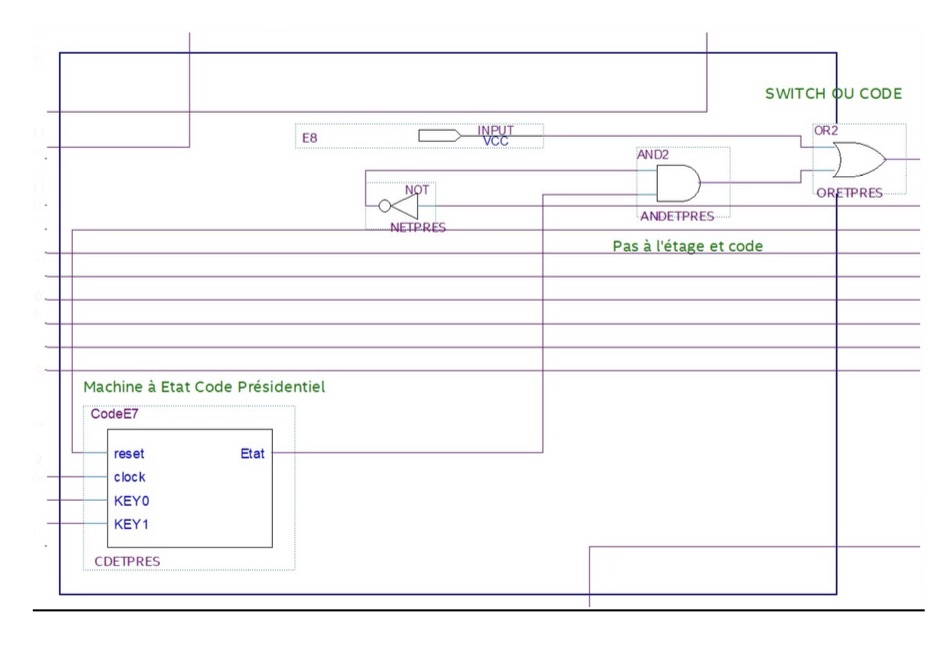 SWITCH OU CODE
E8
INPUT
VCC
OR2
AND2
NOT
ORETPRES
ANDETPRES
NETPRES
Pas à l'étage et code
Machine à Etat Code Présidentiel
CodeE7
reset Etat
clock
KEY0
KEY1
CDETPRES